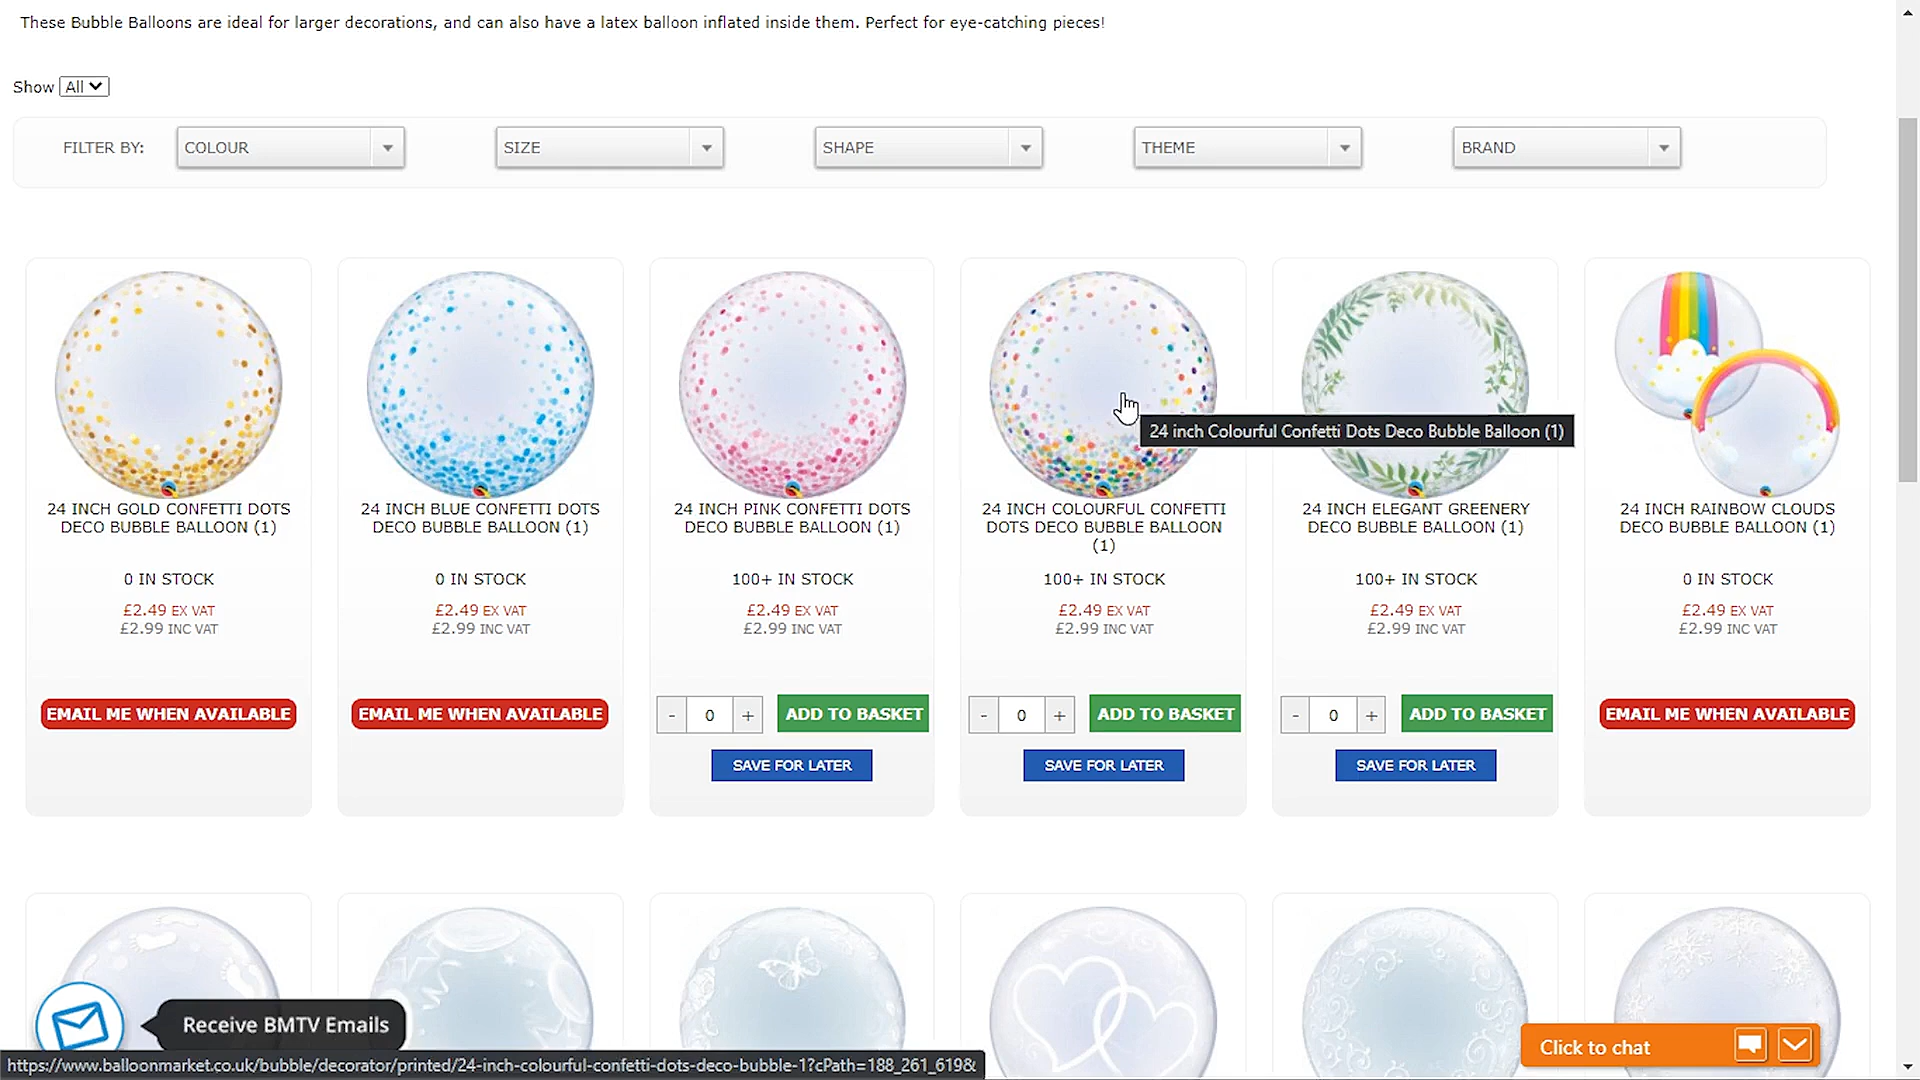 These Bubble Balloons are ideal for larger decorations, and can also have a latex balloon inflated inside them. Perfect for eye-catching pieces!
Show All
FILTER BY: COLOUR SIZE SHAPE THEME BRAND
24 inch Colourful Confetti Dots Deco Bubble Balloon (1)
24 INCH GOLD CONFETTI DOTS
DECO BUBBLE BALLOON (1)
0 IN STOCK
£2.49 EX VAT
£2.99 INC VAT
EMAIL ME WHEN AVAILABLE
24 INCH BLUE CONFETTI DOTS
DECO BUBBLE BALLOON (1)
0 IN STOCK
£2.49 EX VAT
£2.99 INC VAT
EMAIL ME WHEN AVAILABLE
24 INCH PINK CONFETTI DOTS
DECO BUBBLE BALLOON (1)
100+ IN STOCK
£2.49 EX VAT
£2.99 INC VAT
- 0 + ADD TO BASKET
SAVE FOR LATER
24 INCH COLOURFUL CONFETTI
DOTS DECO BUBBLE BALLOON
(1)
100+ IN STOCK
£2.49 EX VAT
£2.99 INC VAT
- 0 + ADD TO BASKET
SAVE FOR LATER
24 INCH ELEGANT GREENERY
DECO BUBBLE BALLOON (1)
100+ IN STOCK
£2.49 EX VAT
£2.99 INC VAT
- 0 + ADD TO BASKET
SAVE FOR LATER
24 INCH RAINBOW CLOUDS
DECO BUBBLE BALLOON (1)
0 IN STOCK
£2.49 EX VAT
£2.99 INC VAT
EMAIL ME WHEN AVAILABLE
Receive BMTV Emails
Click to chat
https://www.balloonmarket.co.uk/bubble/decorator/printed/24-inch-colourful-confetti-dots-deco-bubble-1?cPath=188_261_619&